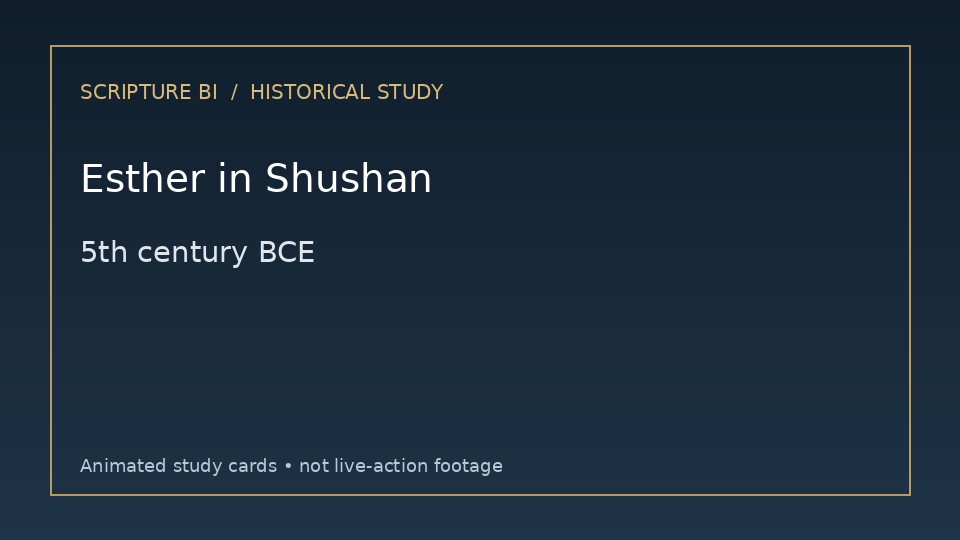 SCRIPTURE BI / HISTORICAL STUDY
Esther in Shushan
5th century BCE
Animated study cards • not live-action footage